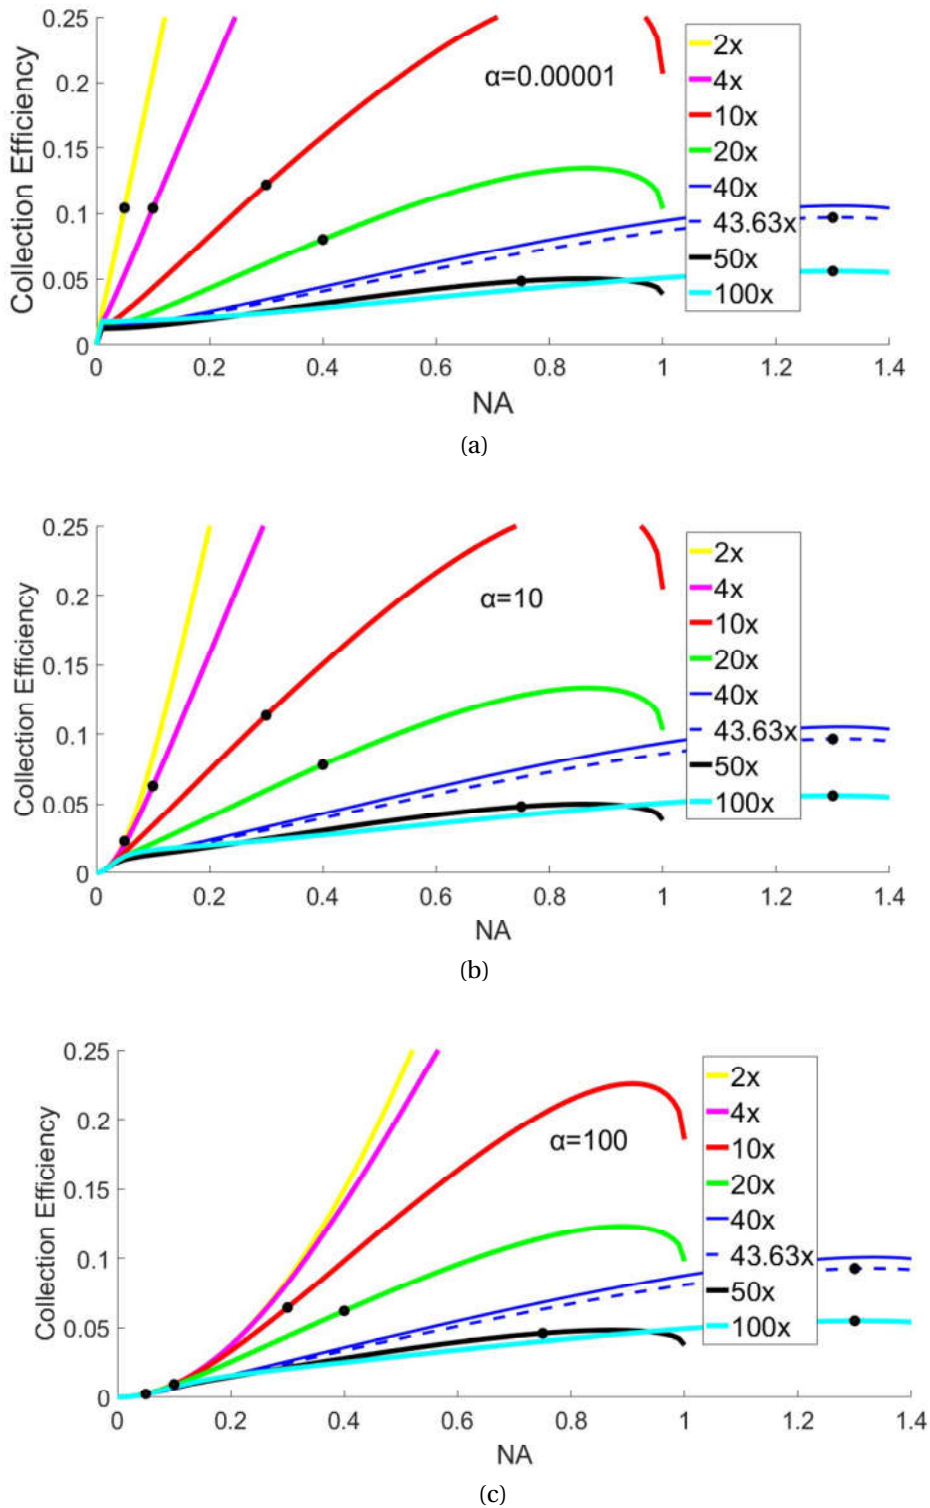 0.25
0.2
0.15
0.1
0.05
0
Collection Efficiency
α=0.00001
2x
4x
10x
20x
40x
43.63x
50x
100x
0 0.2 0.4 0.6 0.8 1 1.2 1.4
NA
(a)
0.25
0.2
0.15
0.1
0.05
0
Collection Efficiency
α=10
2x
4x
10x
20x
40x
43.63x
50x
100x
0 0.2 0.4 0.6 0.8 1 1.2 1.4
NA
(b)
0.25
0.2
0.15
0.1
0.05
0
Collection Efficiency
α=100
2x
4x
10x
20x
40x
43.63x
50x
100x
0 0.2 0.4 0.6 0.8 1 1.2 1.4
NA
(c)